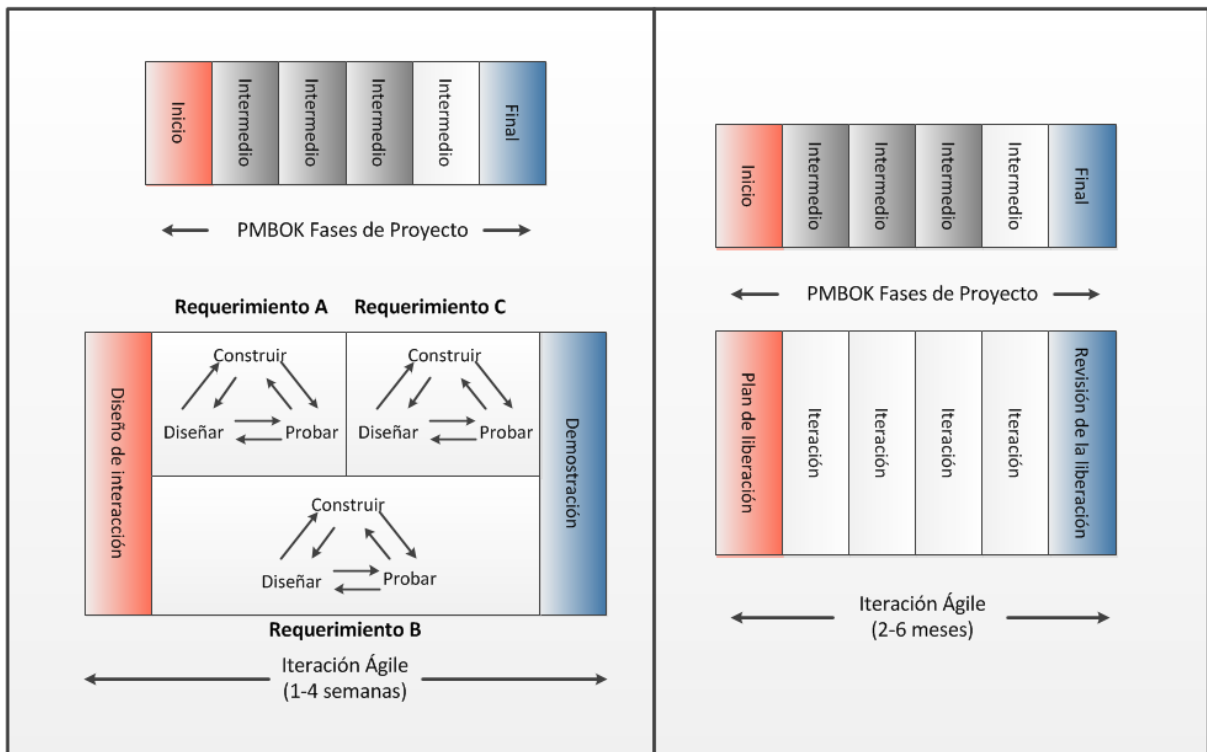 Inicio
Intermedio
Intermedio
Intermedio
Intermedio
Final
PMBOK Fases de Proyecto
Requerimiento A
Requerimiento C
Diseño de interacción
Construir
Diseñar
Probar
Construir
Diseñar
Probar
Construir
Diseñar
Probar
Demostración
Requerimiento B
Iteración Ágile
(1-4 semanas)
Inicio
Intermedio
Intermedio
Intermedio
Intermedio
Final
PMBOK Fases de Proyecto
Plan de liberación
Iteración
Iteración
Iteración
Iteración
Revisión de la liberación
Iteración Ágile
(2-6 meses)